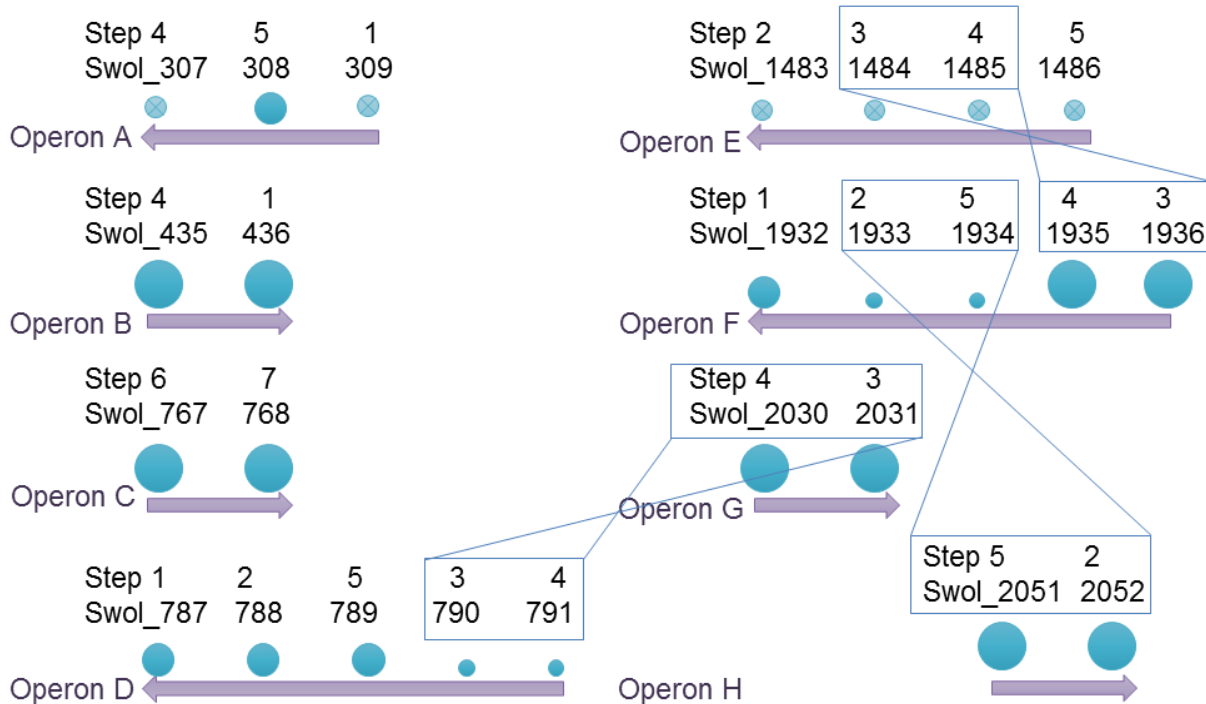 Step 4 5 1
Swol_307 308 309
Operon A
Step 4 1
Swol_435 436
Operon B
Step 6 7
Swol_767 768
Operon C
Step 1 2 5 3 4
Swol_787 788 789 790 791
Operon D
Step 2 3 4 5
Swol_1483 1484 1485 1486
Operon E
Step 1 2 5 4 3
Swol_1932 1933 1934 1935 1936
Operon F
Step 4 3
Swol_2030 2031
Operon G
Step 5 2
Swol_2051 2052
Operon H